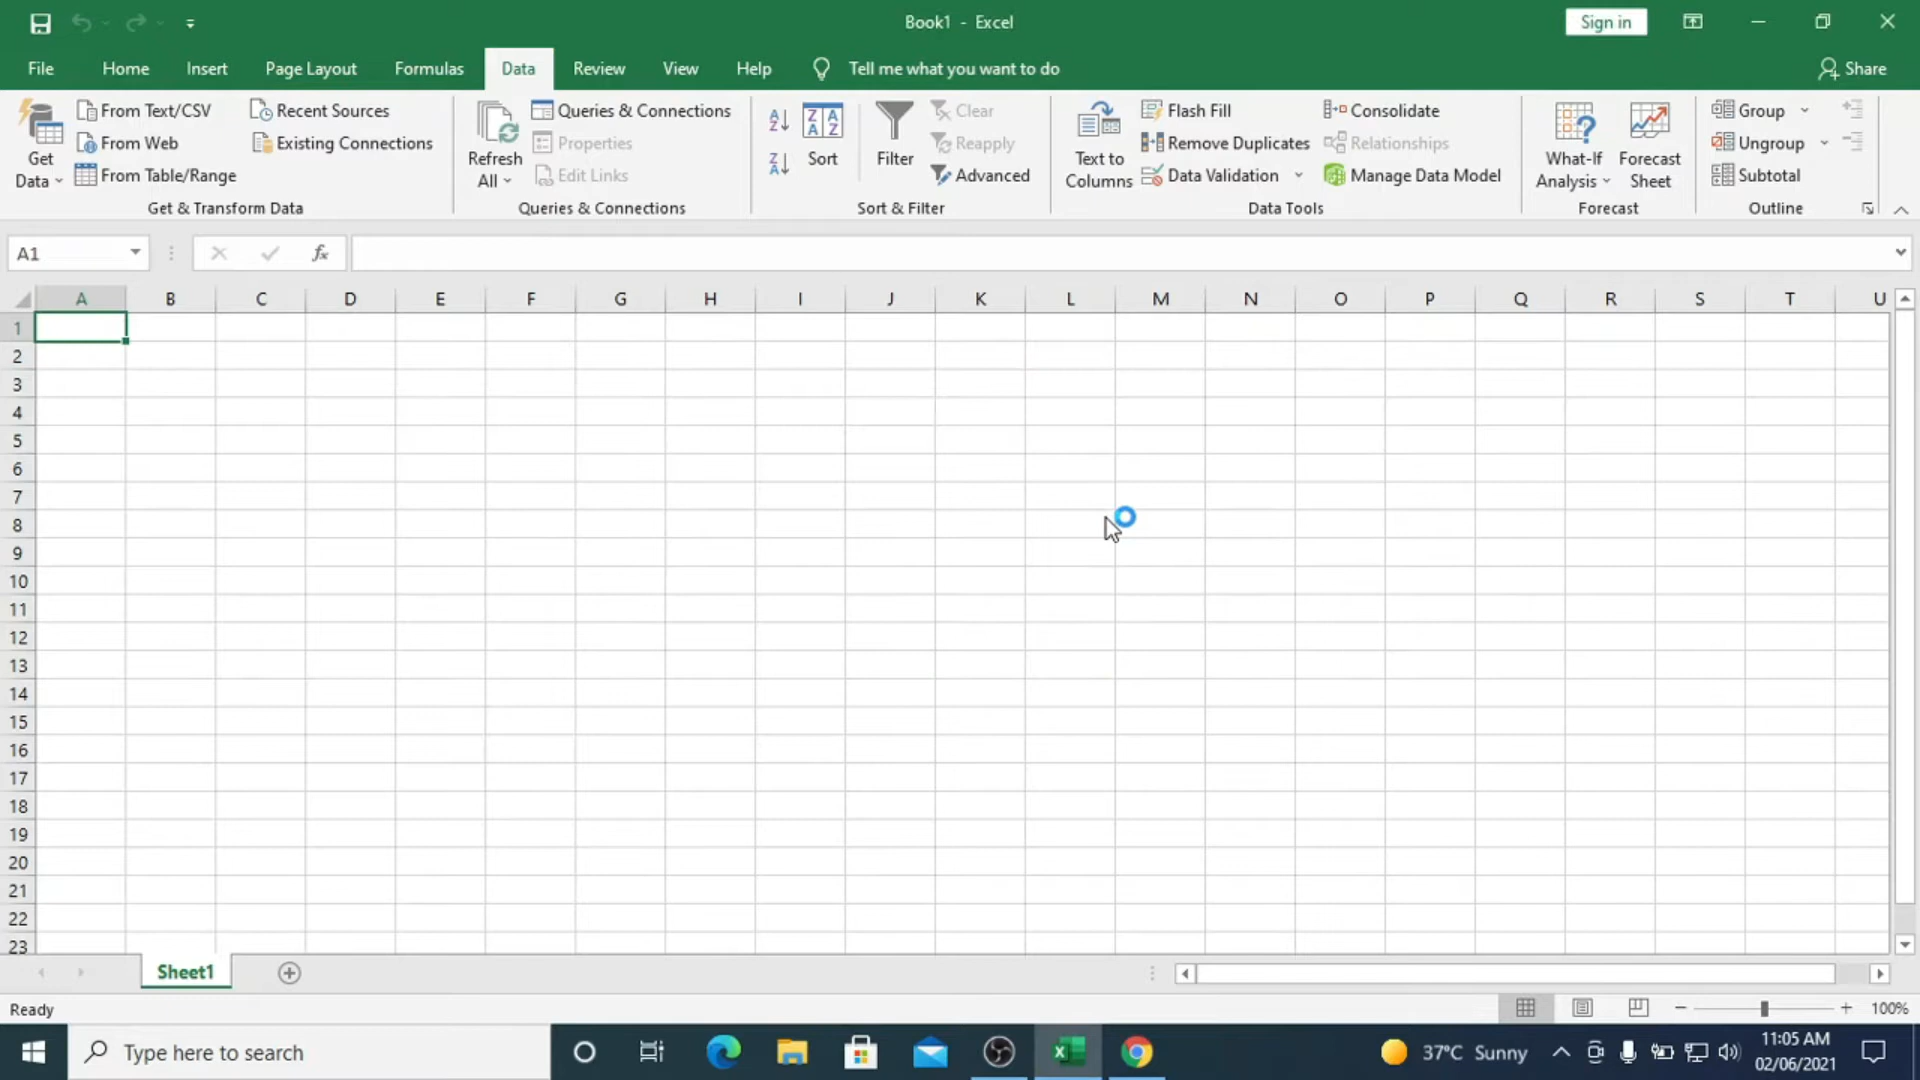 Book1 - Excel
Sign in
File Home Insert Page Layout Formulas Data Review View Help Tell me what you want to do Share
Get Data
From Text/CSV
From Web
From Table/Range
Recent Sources
Existing Connections
Get & Transform Data
Refresh All
Queries & Connections
Properties
Edit Links
Queries & Connections
Sort
Filter
Clear
Reapply
Advanced
Sort & Filter
Text to Columns
Flash Fill
Remove Duplicates
Data Validation
Consolidate
Relationships
Manage Data Model
Data Tools
What-If Analysis
Forecast Sheet
Forecast
Group
Ungroup
Subtotal
Outline
A1
fx
A B C D E F G H I J K L M N O P Q R S T U
1
2
3
4
5
6
7
8
9
10
11
12
13
14
15
16
17
18
19
20
21
22
23
Sheet1
Ready
100%
Type here to search
37°C Sunny
11:05 AM
02/06/2021